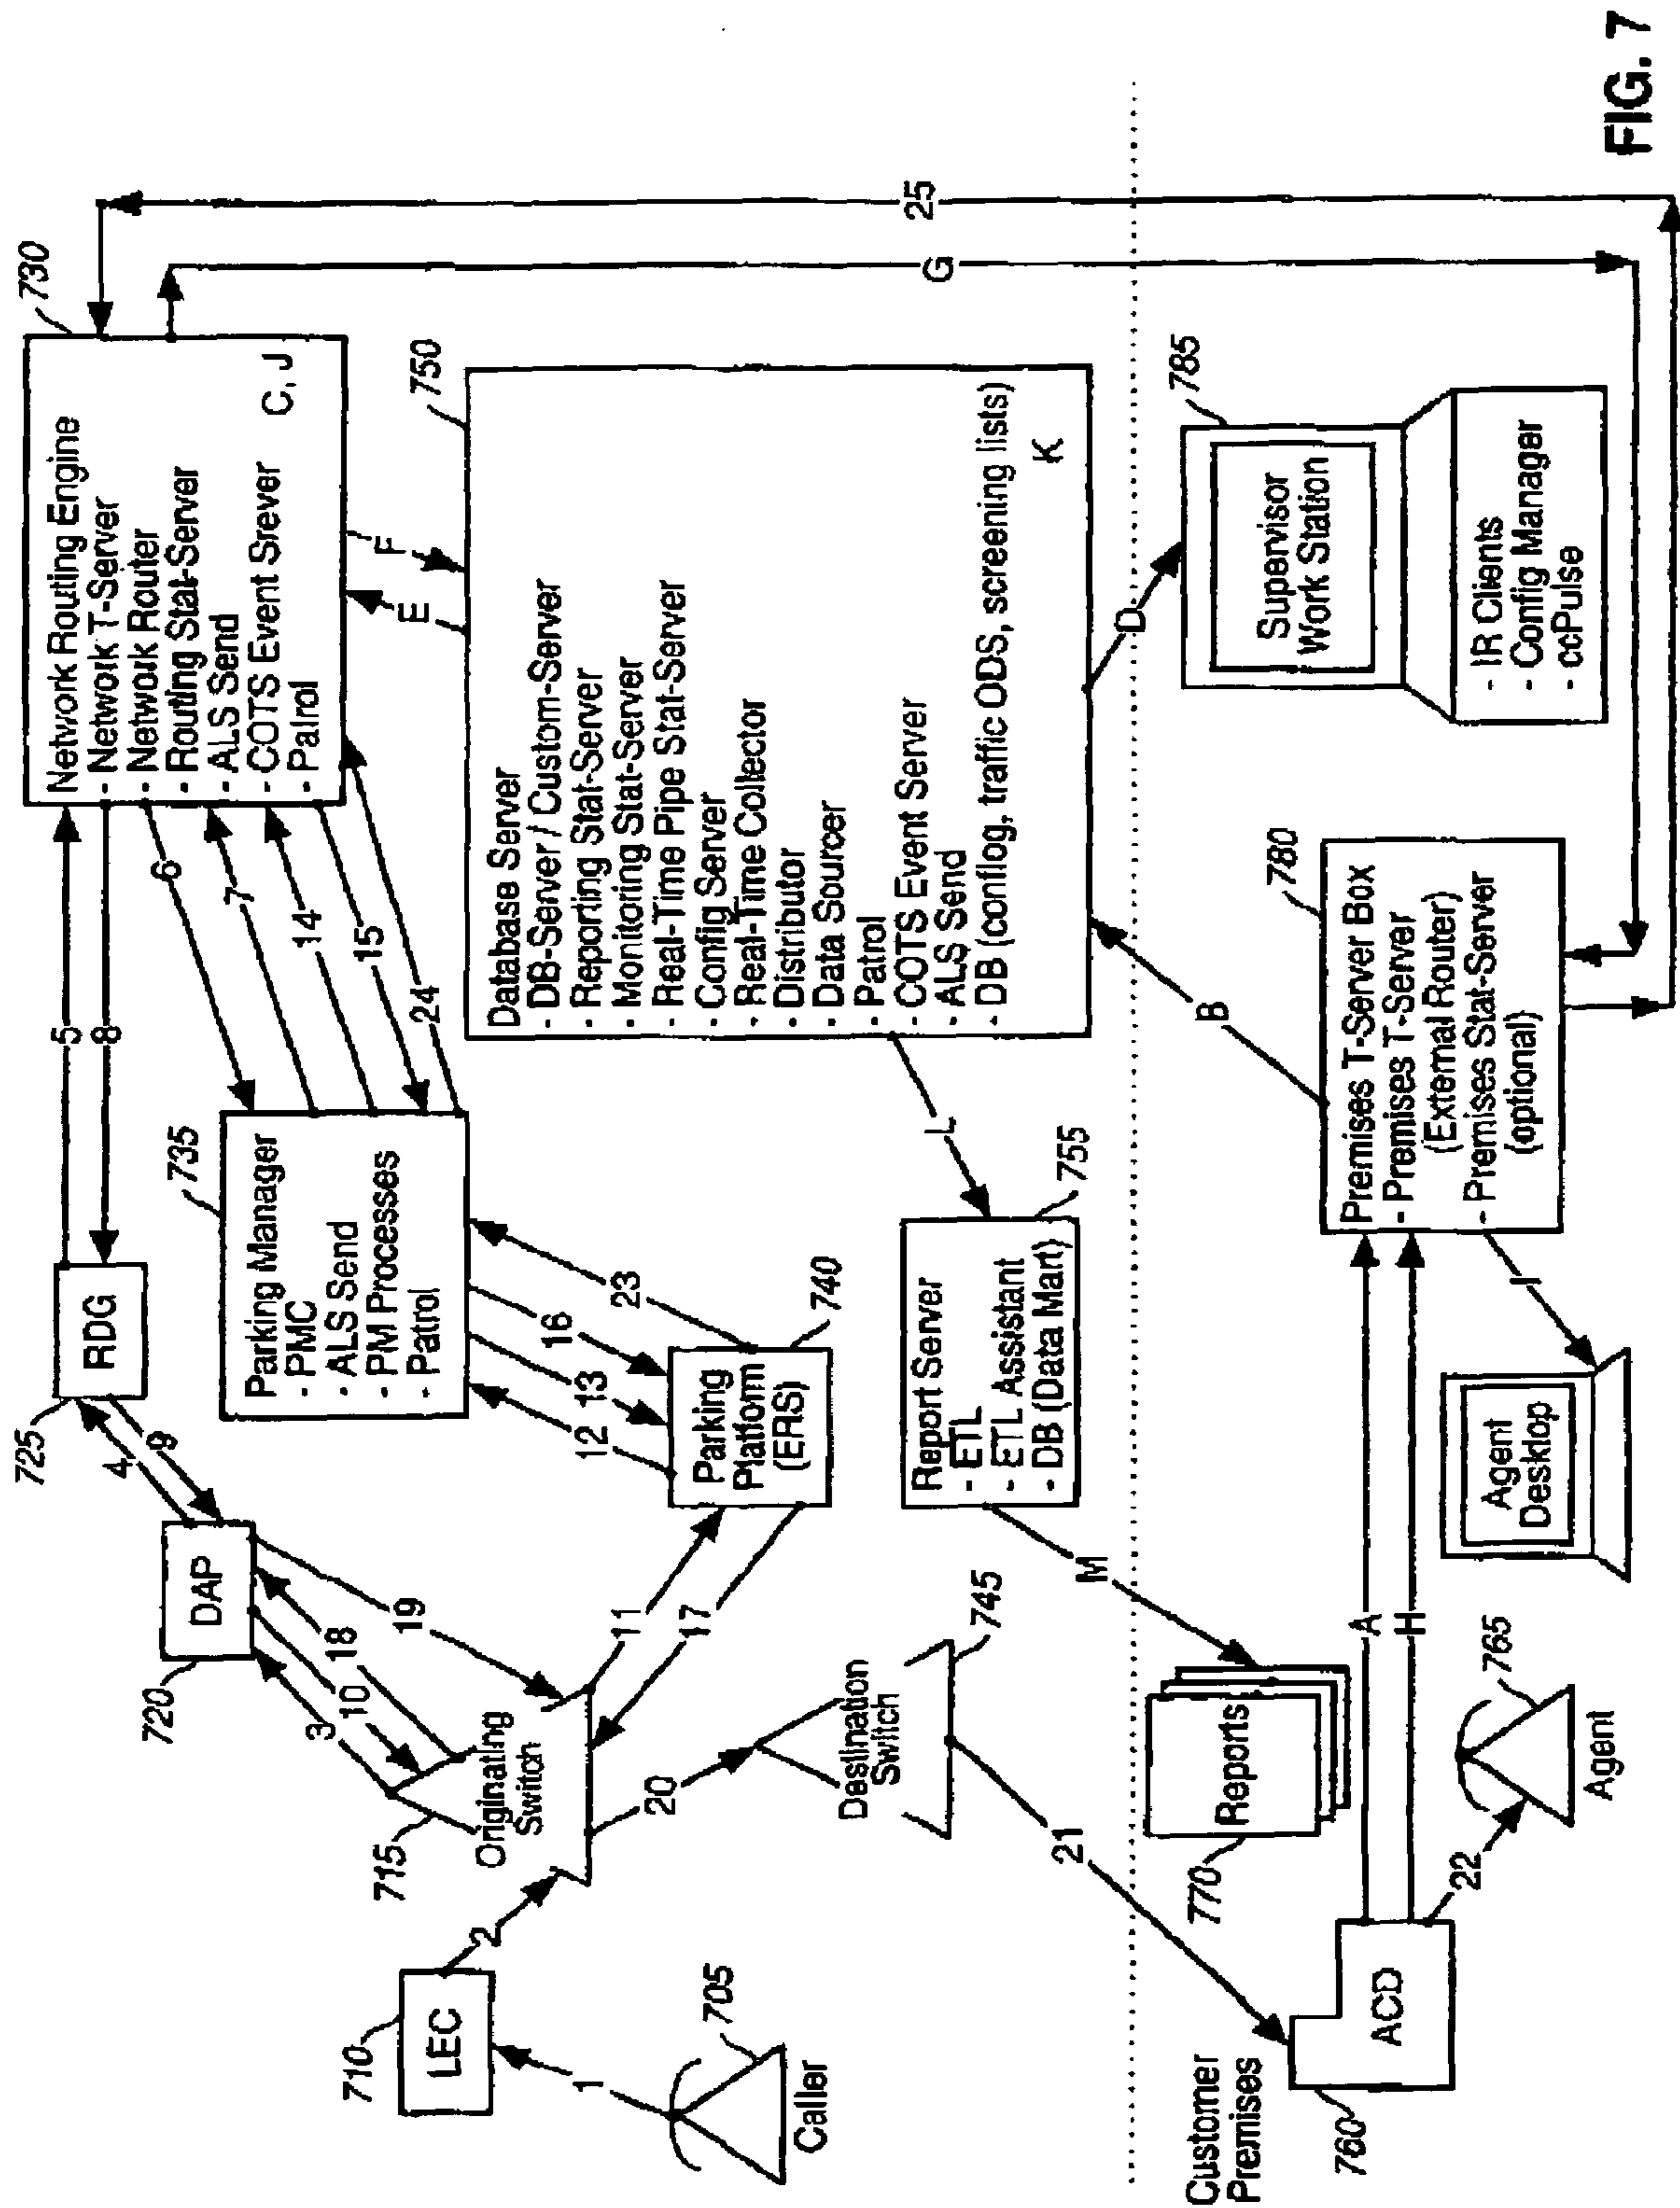 725
RDG
5
8
4
9
720
DAP
3
10
18
19
730
Network Routing Engine
- Network T-Server
- Network Router
- Routing Stat-Server
- ALS Send
- COTS Event Srever
- Patrol
C, J
6
7
14
15
24
735
Parking Manager
- PMC
- ALS Send
- PM Processes
- Patrol
715
Originating
Switch
710
LEC
2
1
705
Caller
11
17
20
12
13
16
23
Parking
Platform
(ERS)
740
E
F
750
Database Server
- DB-Server / Custom-Server
- Reporting Stat-Server
- Monitoring Stat-Server
- Real-Time Pipe Stat-Server
- Config Server
- Real-Time Collector
- Distributor
- Data Sourcer
- Patrol
- COTS Event Server
- ALS Send
- DB (conflog, traffic ODS, screening lists)
K
25
G
Destination
Switch
745
21
Report Server
- ETL
- ETL Assistant
- DB (Data Mart)
755
L
M
B
D
Customer
Premises
760
ACD
22
770
Reports
765
Agent
A
H
Agent
Desktop
I
780
Premises T-Server Box
- Premises T-Server
(External Router)
- Premises Stat-Server
(optional)
785
Supervisor
Work Station
- IR Clients
- Config Manager
- ccPulse
FIG. 7